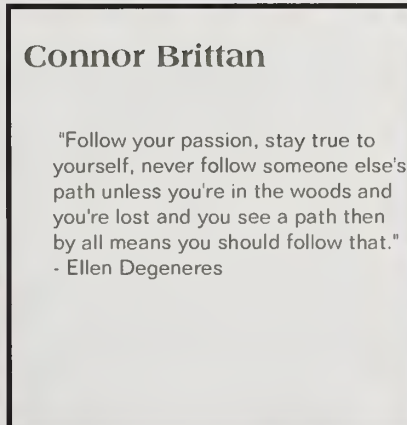 Connor Brittan
"Follow your passion, stay true to
yourself, never follow someone else's
path unless you're in the woods and
you're lost and you see a path then
by all means you should follow that."
- Ellen Degeneres